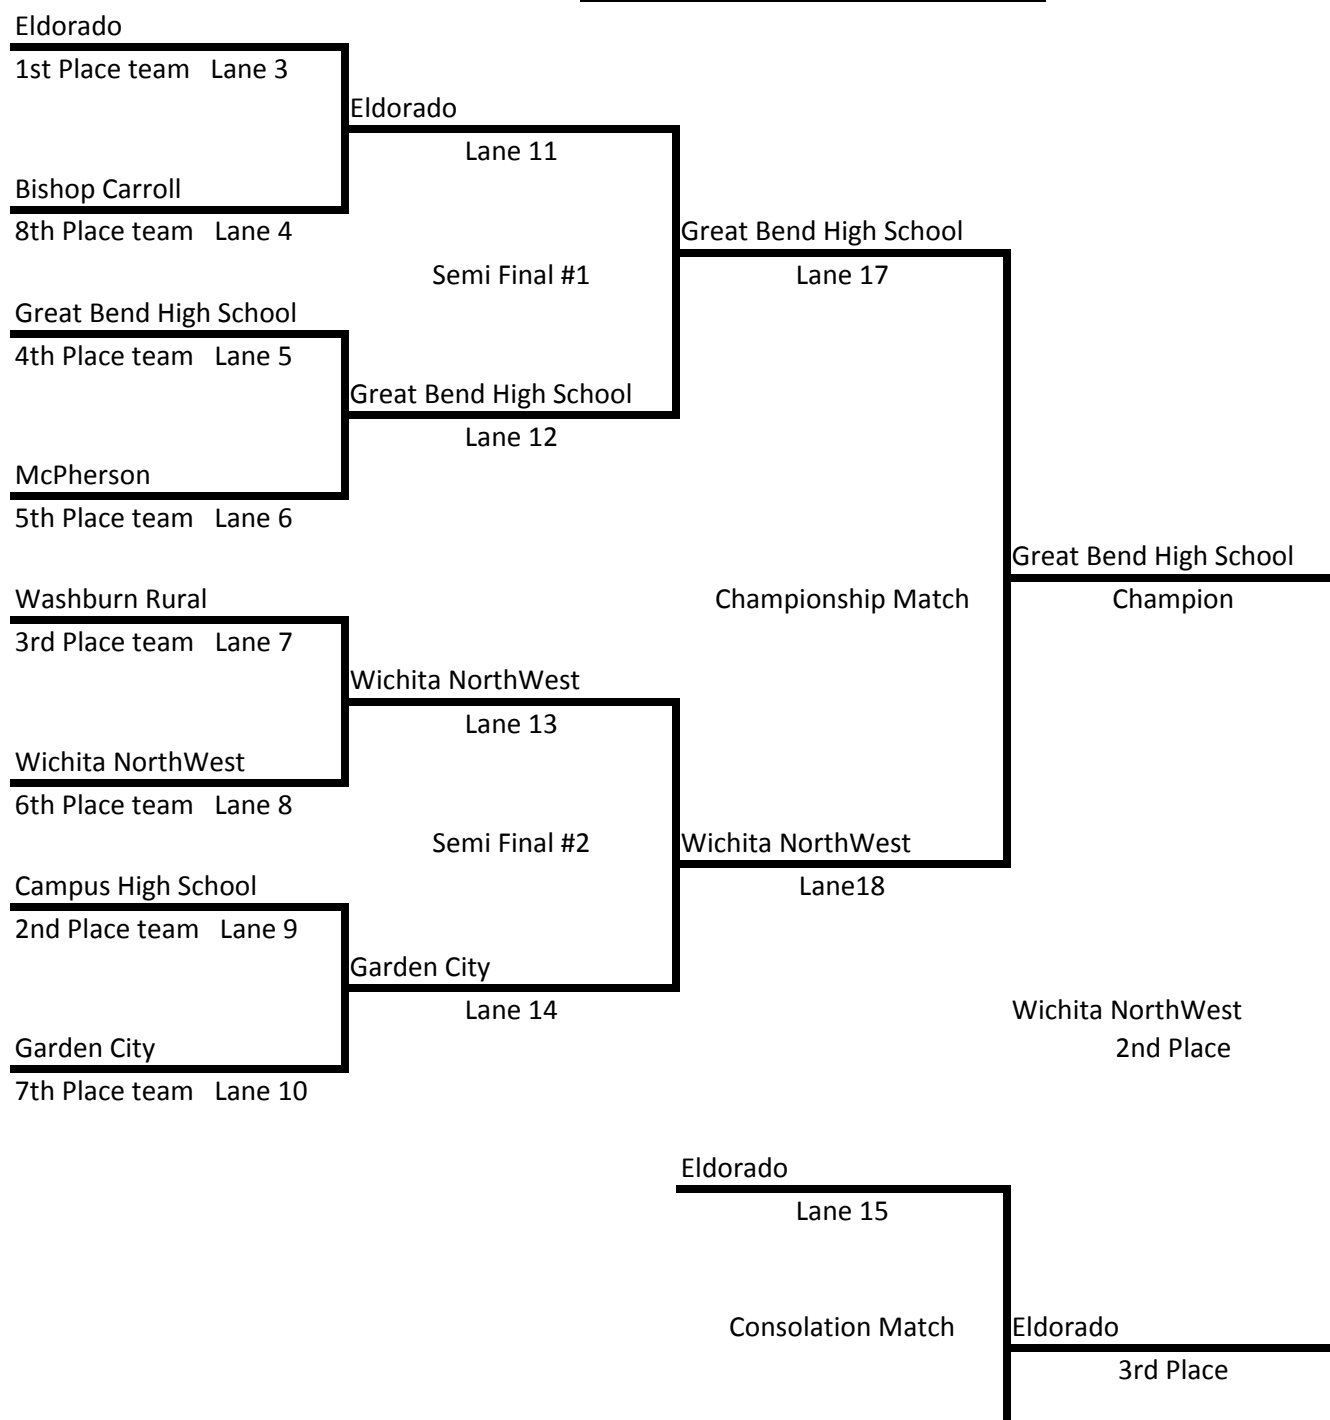 Eldorado
1st Place team   Lane 3
Eldorado
Lane 11
Bishop Carroll
8th Place team   Lane 4
Great Bend High School
Semi Final #1
Lane 17
Great Bend High School
4th Place team   Lane 5
Great Bend High School
Lane 12
McPherson
5th Place team   Lane 6
Great Bend High School
Washburn Rural
Championship Match
Champion
3rd Place team   Lane 7
Wichita NorthWest
Lane 13
Wichita NorthWest
6th Place team   Lane 8
Semi Final #2
Wichita NorthWest
Campus High School
Lane18
2nd Place team   Lane 9
Garden City
Lane 14
Wichita NorthWest
Garden City
2nd Place
7th Place team   Lane 10
Eldorado
Lane 15
Consolation Match
Eldorado
3rd Place